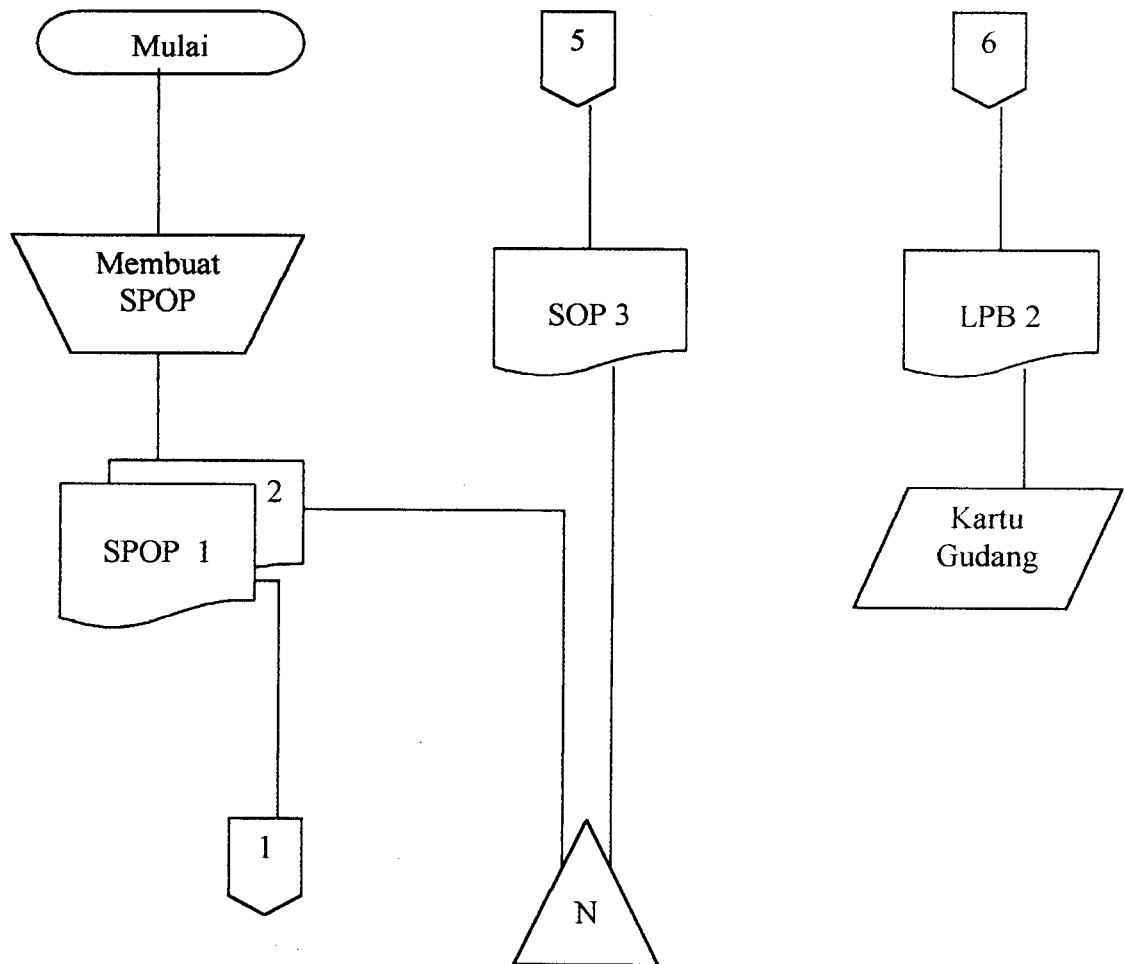 Mulai
5
6
Membuat
SPOP
SOP 3
LPB 2
2
SPOP 1
Kartu
Gudang
1
N